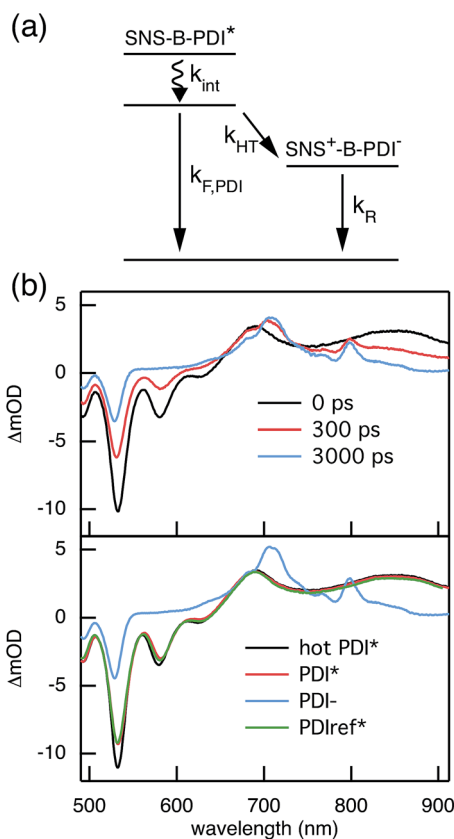 (a)
SNS-B-PDI*
k_int
k_HT
SNS⁺-B-PDI⁻
k_F,PDI
k_R
(b)
5
0
-5
-10
ΔmOD
0 ps
300 ps
3000 ps
5
0
-5
-10
ΔmOD
hot PDI*
PDI*
PDI-
PDIref*
500 600 700 800 900
wavelength (nm)